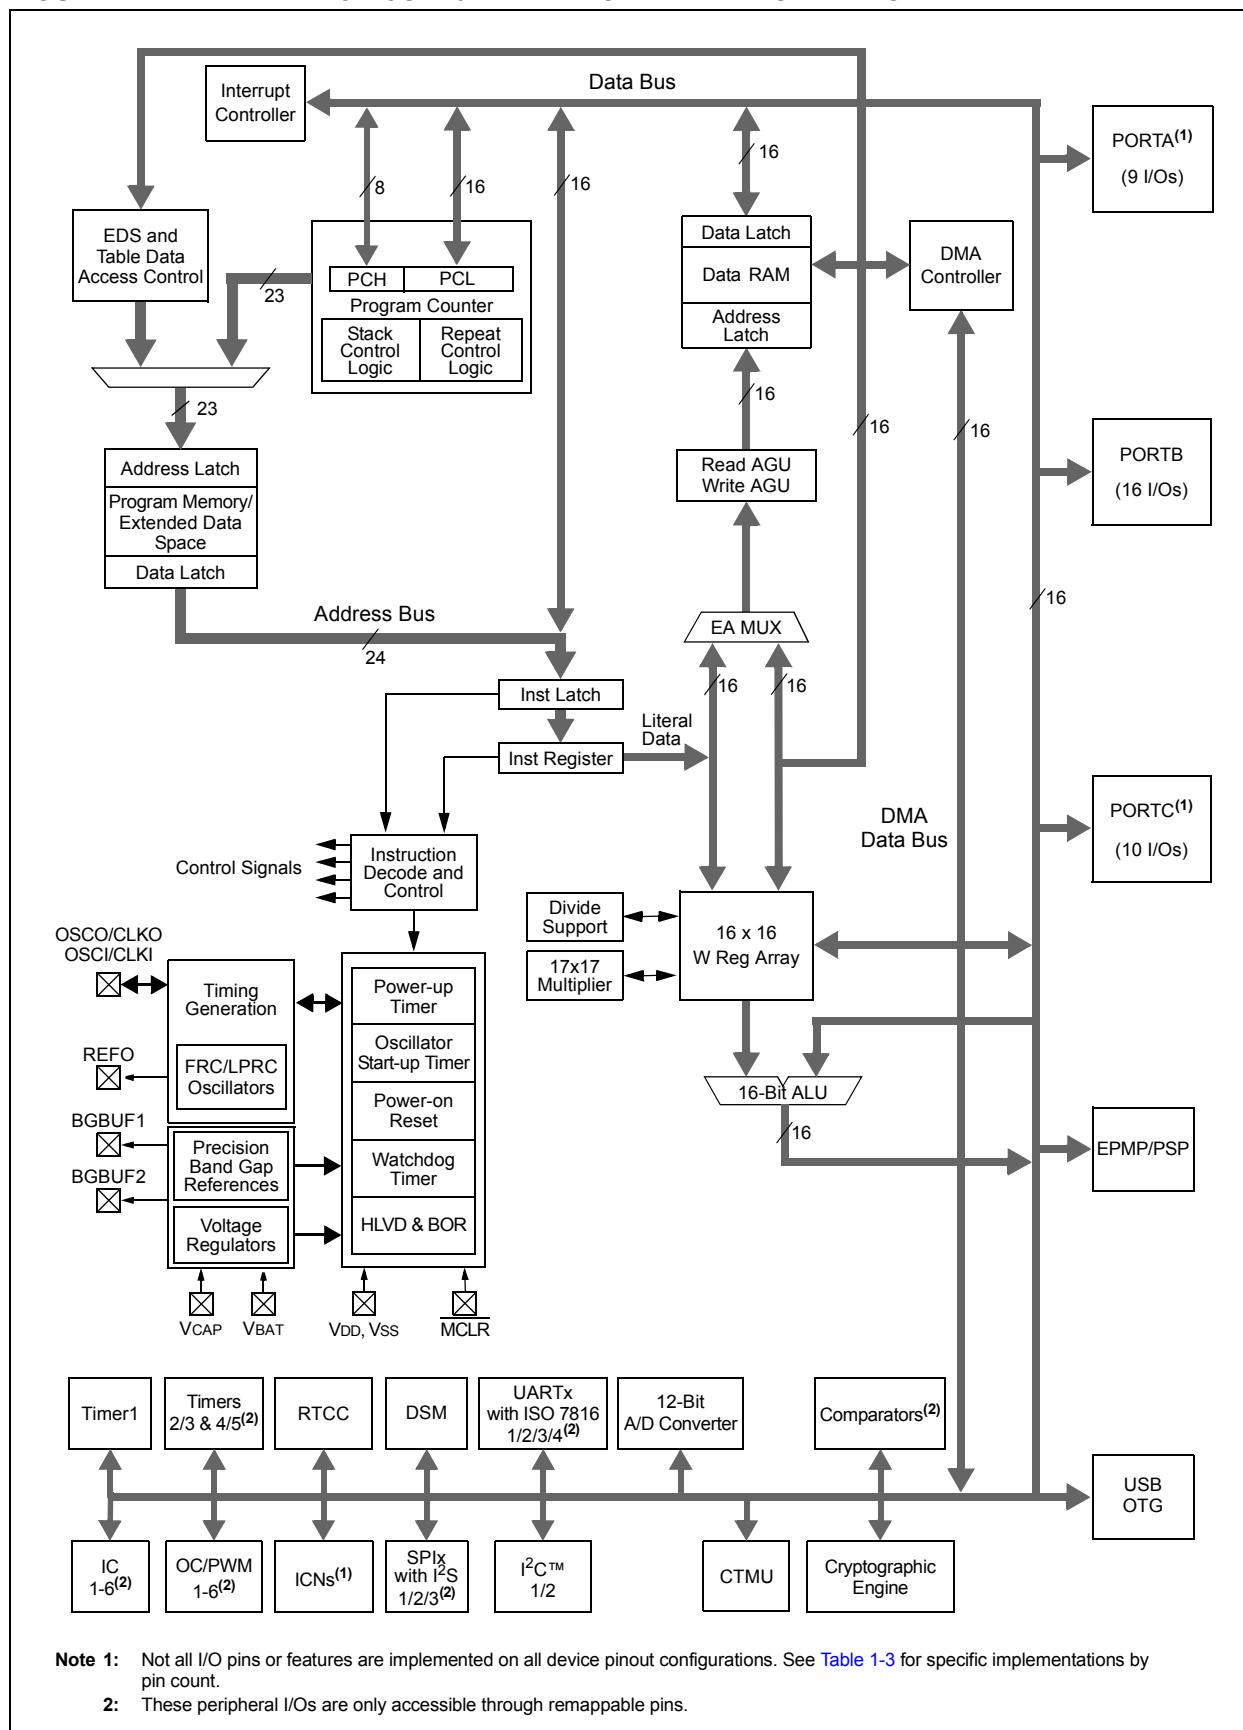 Data Bus
Interrupt
Controller
16
8
16
16
PORTA(1)
(9 I/Os)
EDS and
Table Data
Access Control
23
PCH
PCL
Program Counter
Stack
Control
Logic
Repeat
Control
Logic
Data Latch
Data RAM
Address
Latch
DMA
Controller
16
23
16
16
Address Latch
Program Memory/
Extended Data
Space
Data Latch
Read AGU
Write AGU
PORTB
(16 I/Os)
16
Address Bus
24
EA MUX
16
16
Inst Latch
Inst Register
Literal
Data
DMA
Data Bus
PORTC(1)
(10 I/Os)
Control Signals
Instruction
Decode and
Control
Divide
Support
17x17
Multiplier
16 x 16
W Reg Array
OSCO/CLKO
OSCI/CLKI
Timing
Generation
Power-up
Timer
REFO
FRC/LPRC
Oscillators
Oscillator
Start-up Timer
16-Bit ALU
16
Power-on
Reset
BGBUF1
BGBUF2
Precision
Band Gap
References
Watchdog
Timer
EPMP/PSP
Voltage
Regulators
HLVD & BOR
VCAP
VBAT
VDD, VSS
MCLR
Timer1
Timers
2/3 & 4/5(2)
RTCC
DSM
UARTx
with ISO 7816
1/2/3/4(2)
12-Bit
A/D Converter
Comparators(2)
USB
OTG
IC
1-6(2)
OC/PWM
1-6(2)
ICNs(1)
SPIx
with I2S
1/2/3(2)
I2C™
1/2
CTMU
Cryptographic
Engine
Note 1: Not all I/O pins or features are implemented on all device pinout configurations. See Table 1-3 for specific implementations by
pin count.
2: These peripheral I/Os are only accessible through remappable pins.